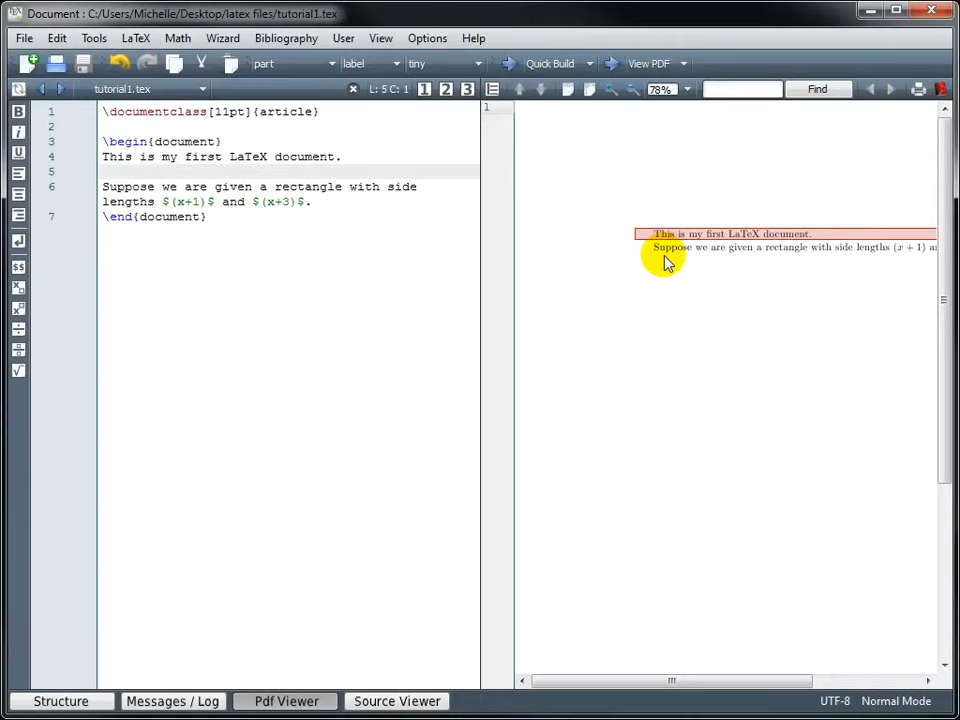 Document : C:/Users/Michelle/Desktop/latex files/tutorial1.tex
File Edit Tools LaTeX Math Wizard Bibliography User View Options Help
part label tiny Quick Build View PDF
tutorial1.tex L: 5 C: 1 1 2 3 78% Find
1 \documentclass[11pt]{article}
2
3 \begin{document}
4 This is my first LaTeX document.
5
6 Suppose we are given a rectangle with side
lengths $(x+1)$ and $(x+3)$.
7 \end{document}
1
This is my first LaTeX document.
Suppose we are given a rectangle with side lengths (x + 1) a
Structure Messages / Log Pdf Viewer Source Viewer UTF-8 Normal Mode